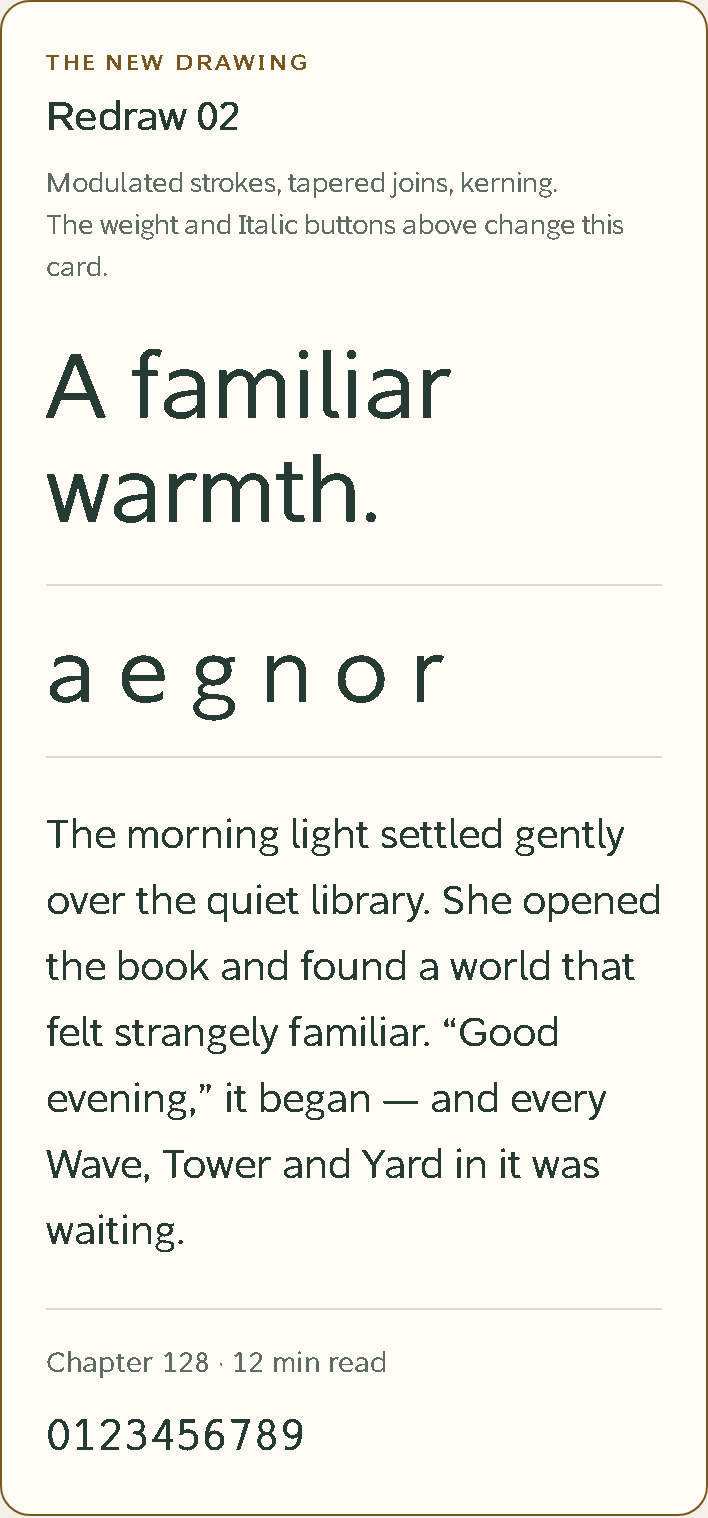 THE NEW DRAWING
Redraw 02
Modulated strokes, tapered joins, kerning.
The weight and Italic buttons above change this
card.
A familiar
warmth.
a e g n o r
The morning light settled gently
over the quiet library. She opened
the book and found a world that
felt strangely familiar. “Good
evening,” it began — and every
Wave, Tower and Yard in it was
waiting.
Chapter 128 · 12 min read
0123456789